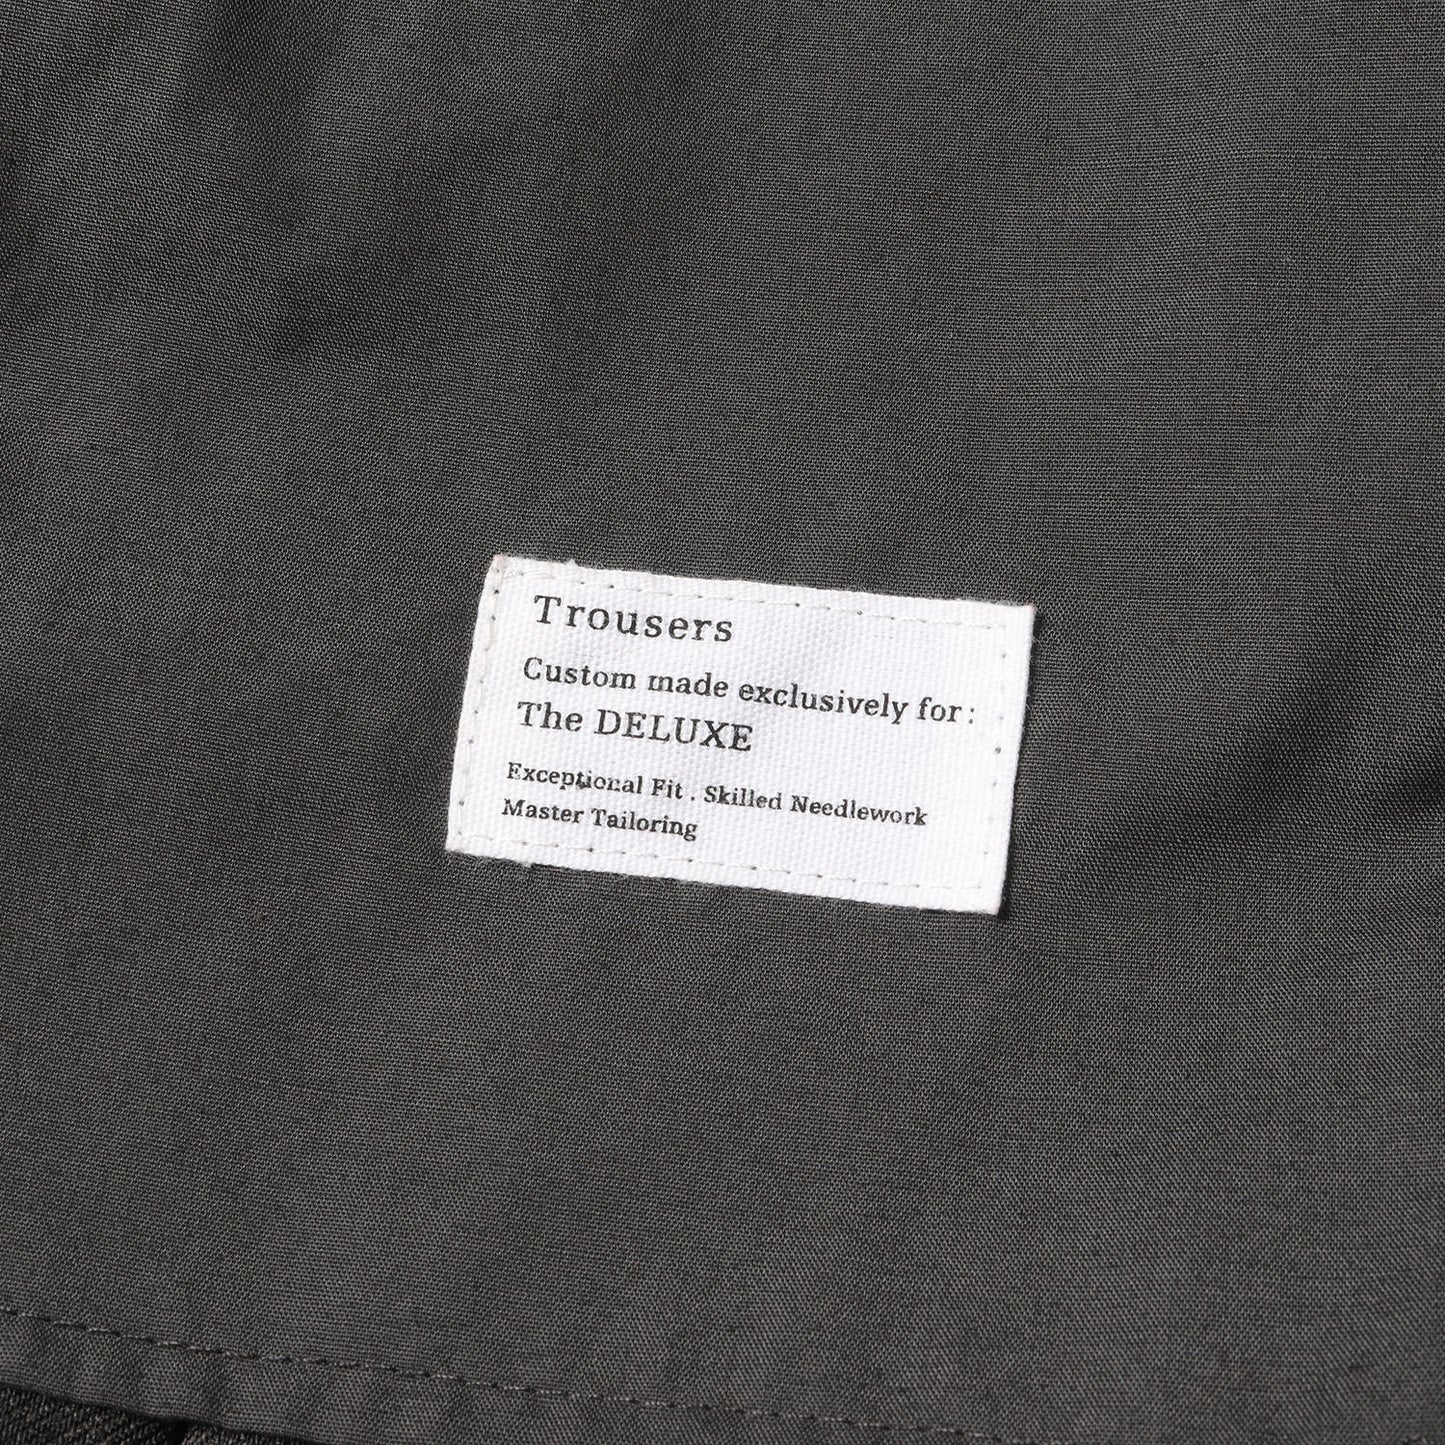 Trousers
Custom made exclusively for :
The DELUXE
Exceptional Fit . Skilled Needlework
Master Tailoring